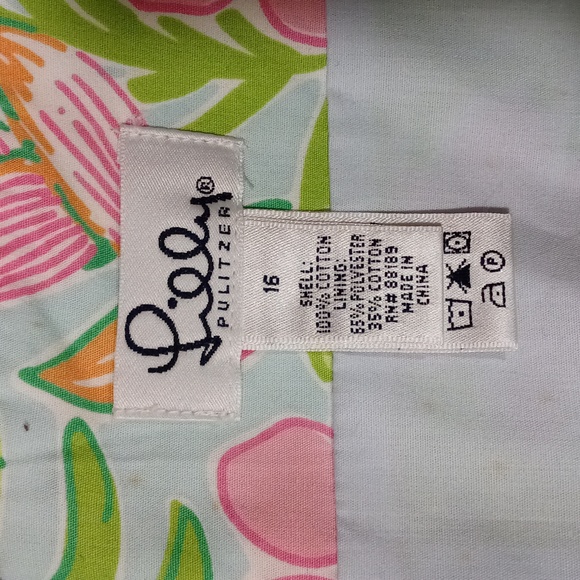 Lilly®
PULITZER
16
SHELL:
100% COTTON
LINING:
65% POLYESTER
35% COTTON
RN# 88189
MADE IN
CHINA
P